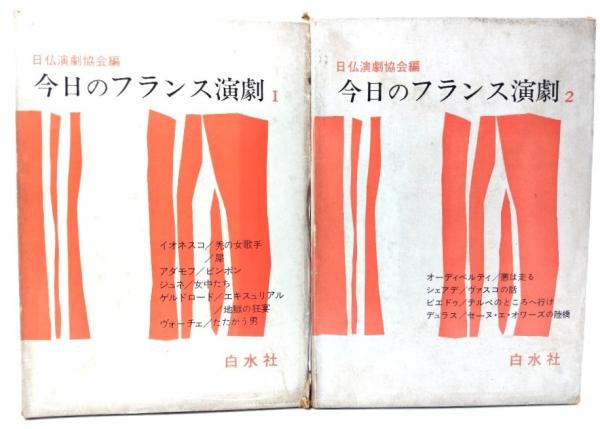 日仏演劇協会編
今日のフランス演劇 1
イオネスコ/禿の女歌手
/犀
アダモフ/ピンポン
ジュネ/女中たち
ゲルドロード/エキスュリアル
/地獄の狂宴
ヴォーチェ/たたかう男
白水社
日仏演劇協会編
今日のフランス演劇 2
オーディベルティ/悪は走る
シェアデ/ヴァスコの話
ビエドゥ/テルベのところへ行け
デュラス/セーヌ・エ・オワーズの陸橋
白水社